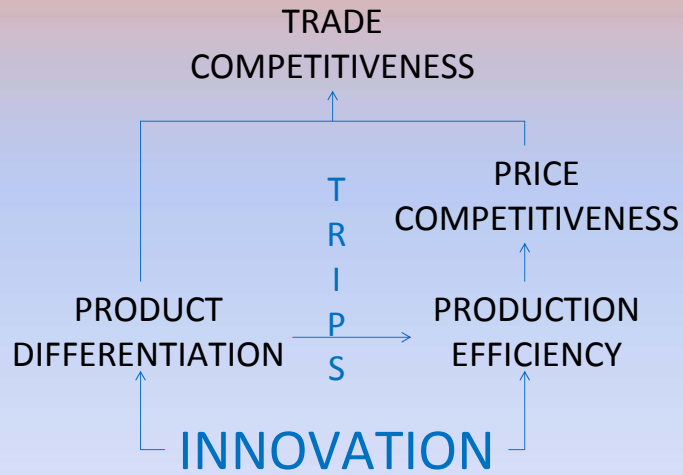 TRADE
COMPETITIVENESS
T
R
I
P
S
PRICE
COMPETITIVENESS
PRODUCT
DIFFERENTIATION
PRODUCTION
EFFICIENCY
INNOVATION